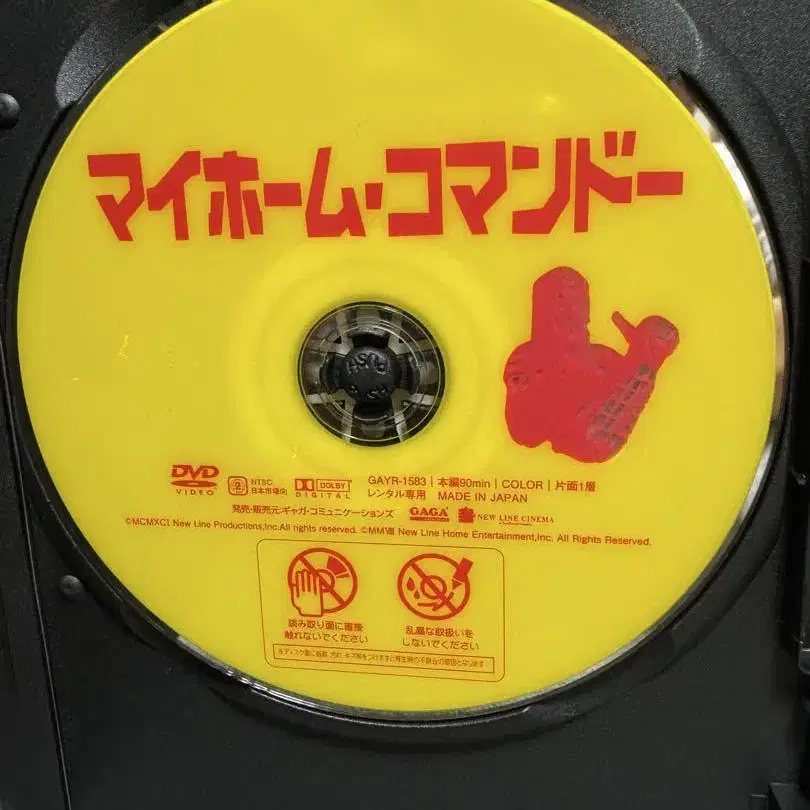 マイホーム・コマンドー
PUSH
DVD
VIDEO
2
NTSC
日本市場向
DOLBY
DIGITAL
GAYR-1583 | 本編90min | COLOR | 片面1層
レンタル専用 MADE IN JAPAN
発売・販売元:ギャガ・コミュニケーションズ GAGA NEW LINE CINEMA
©MCMXCI New Line Productions,Inc.All rights reserved. ©MMVIII New Line Home Entertainment,Inc. All Rights Reserved.
読み取り面に直接
触れないでください
乱暴な取扱いを
しないでください